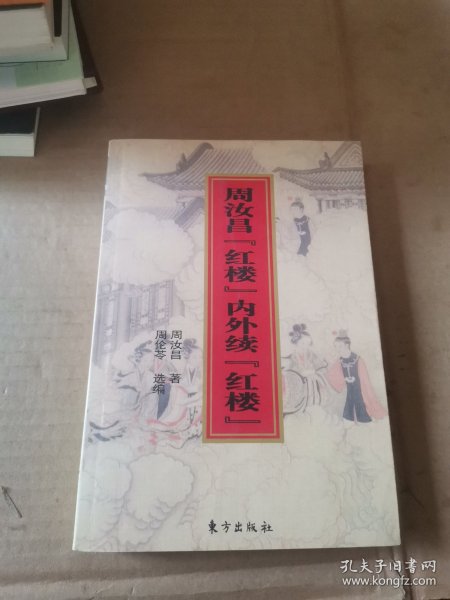 周汝昌『红楼』内外续『红楼』
周汝昌 著
周伦苓 选编
東方出版社
孔夫子旧书网
www.kongfz.com